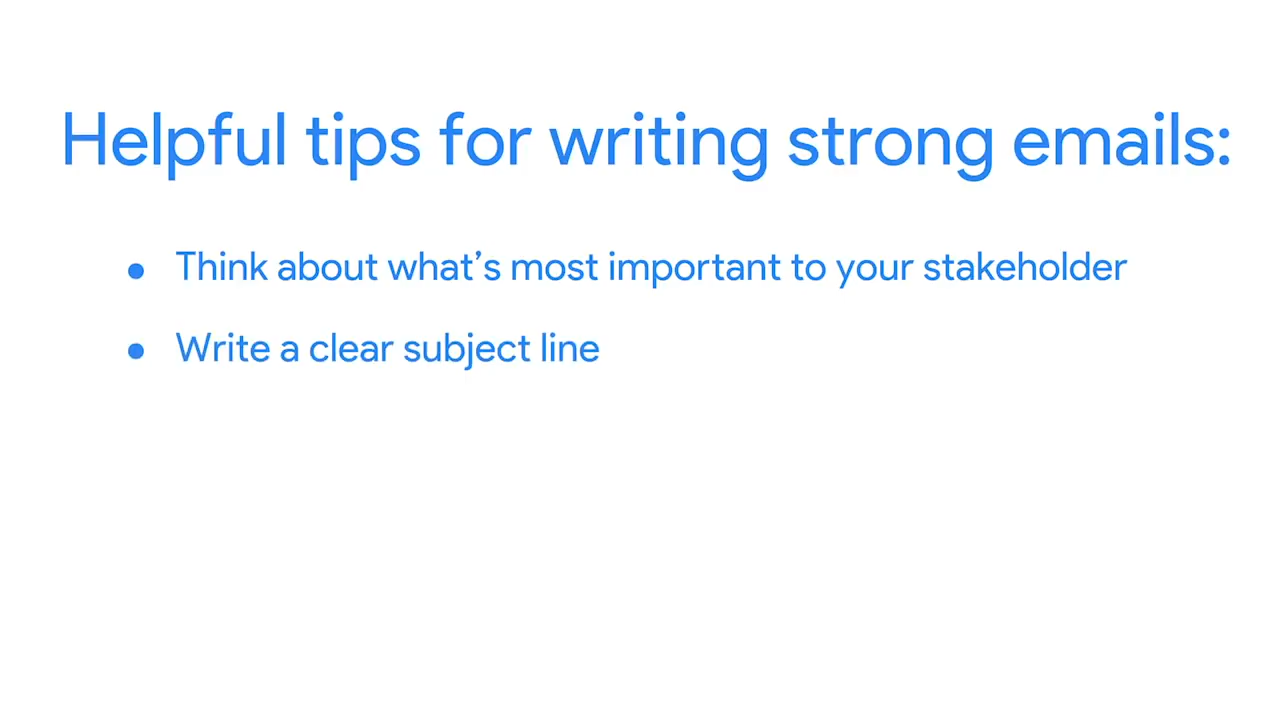 Helpful tips for writing strong emails:
● Think about what’s most important to your stakeholder
● Write a clear subject line